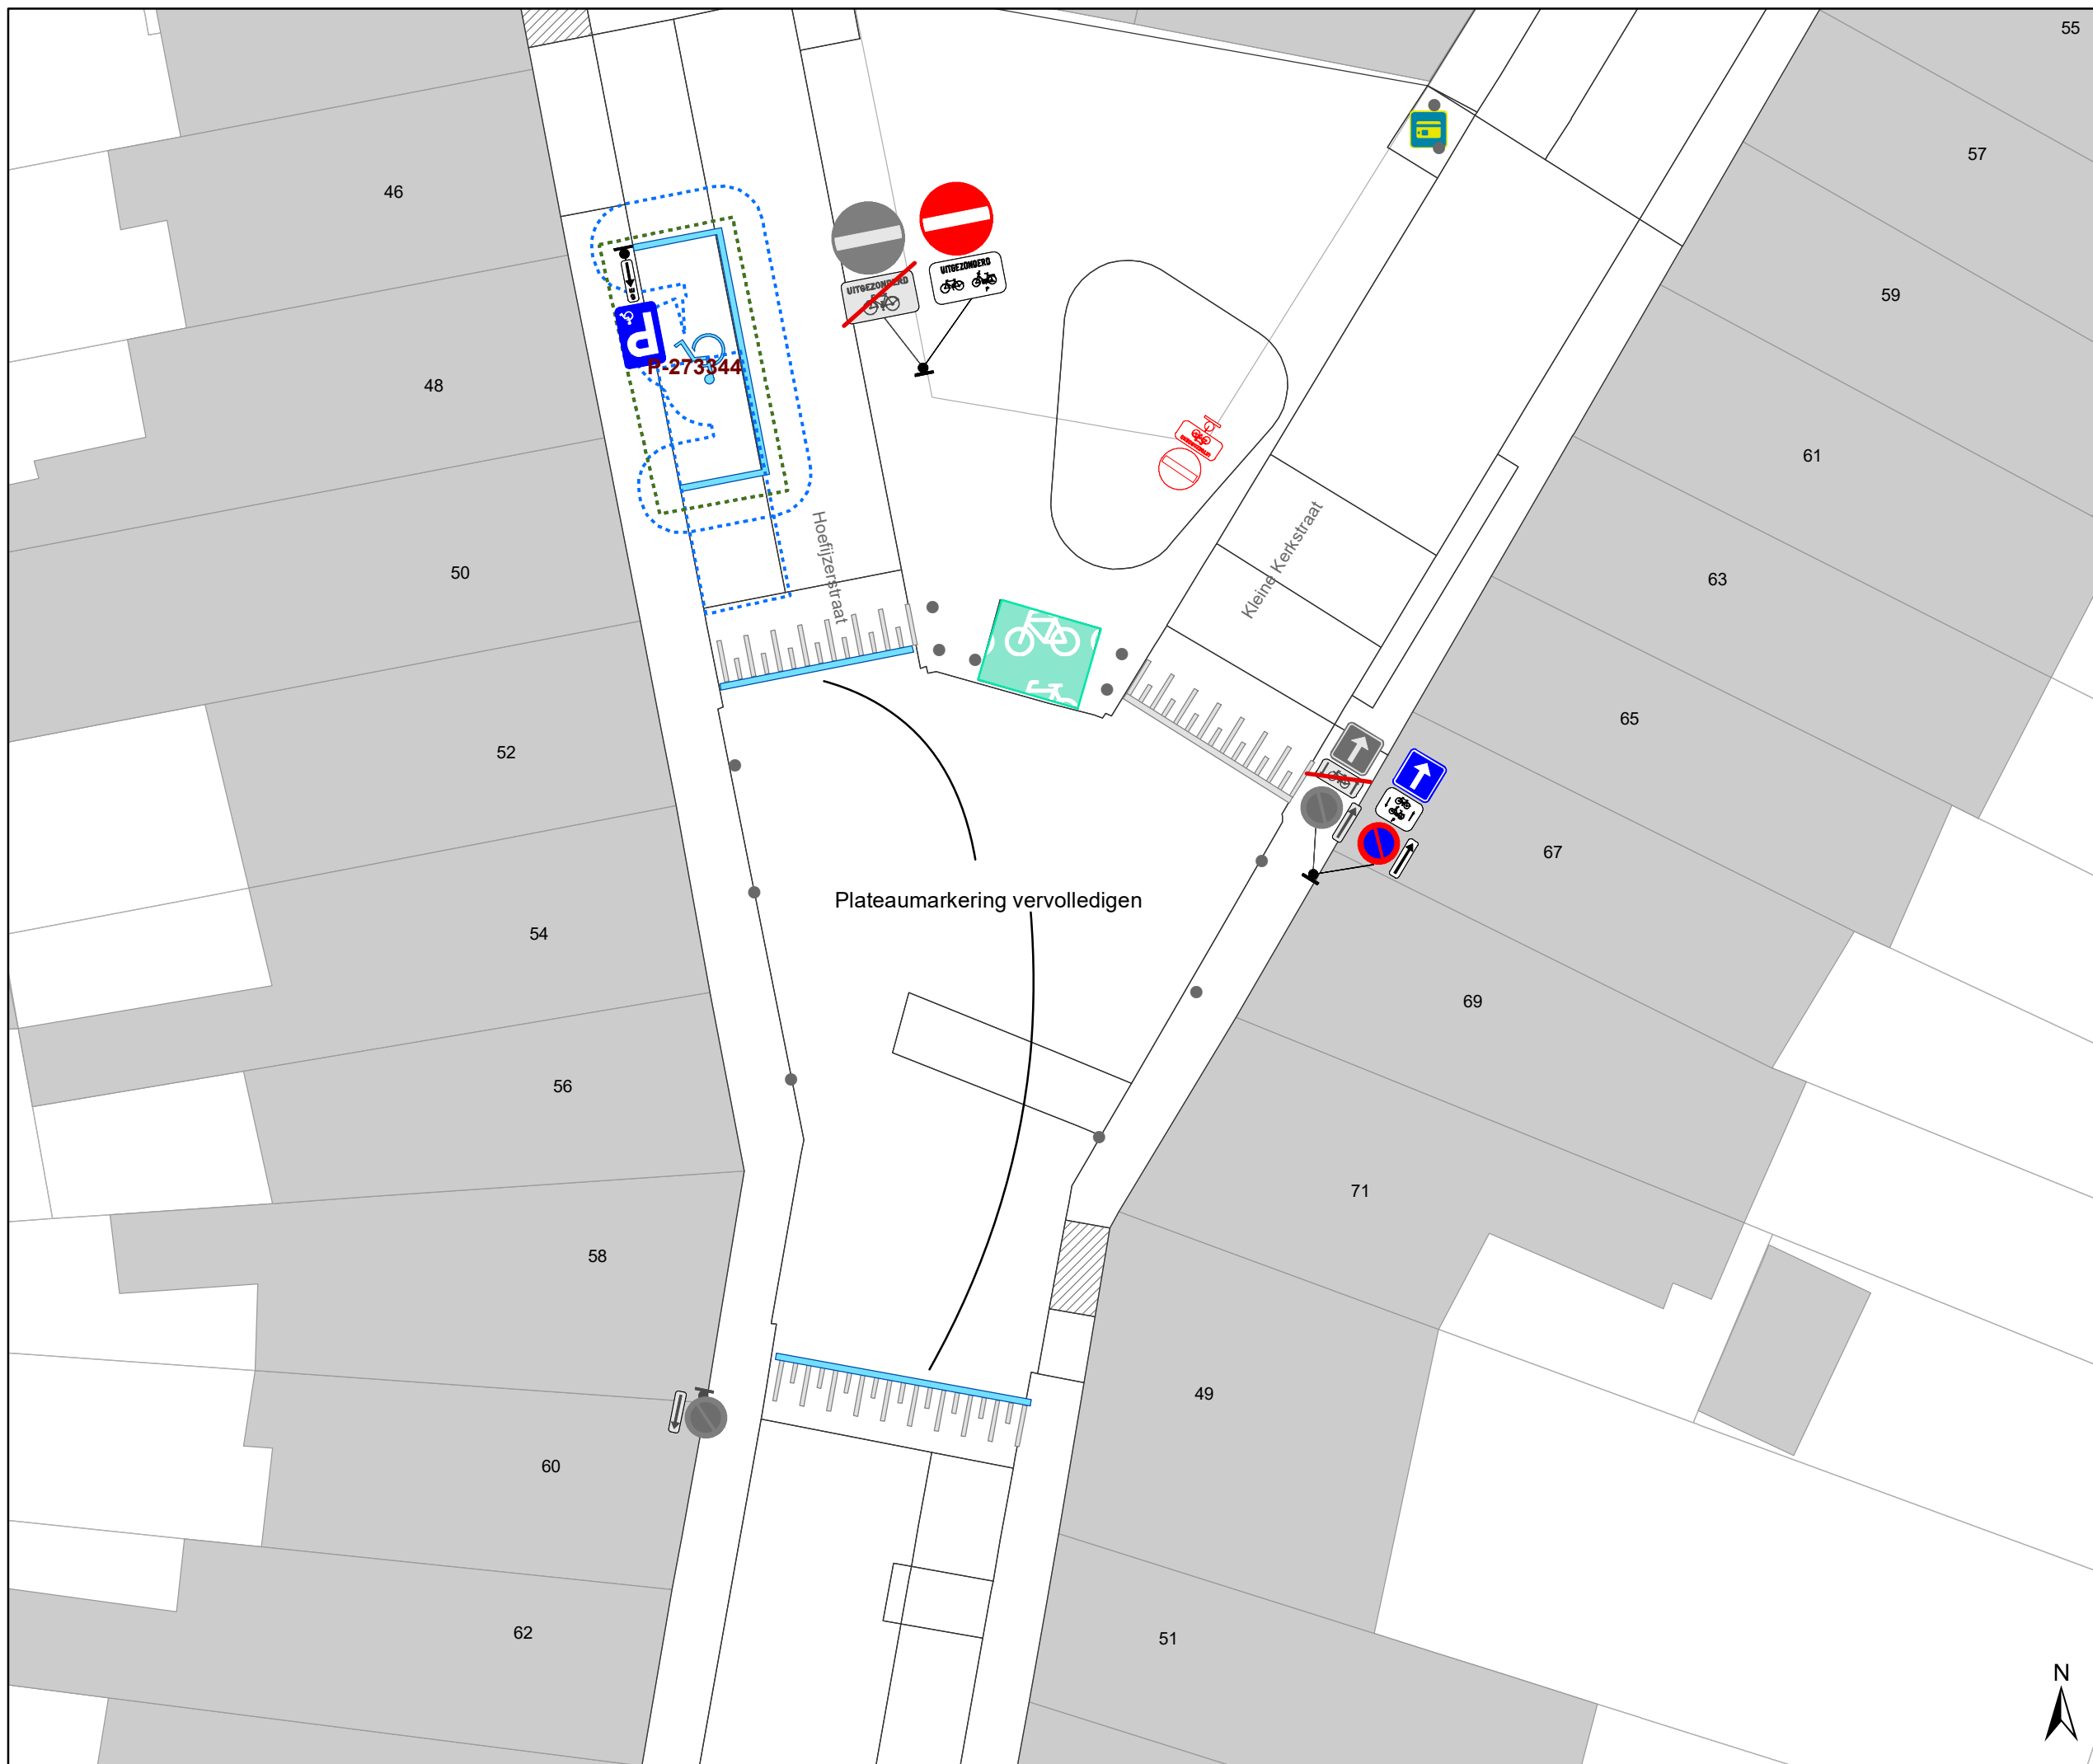 55
57
46
59
UITGEZONDERD
UITGEZONDERD
P
P
P-273344
48
61
Hoefijzerstraat
Kleine Kerkstraat
50
63
65
52
P
67
Plateaumarkering vervolledigen
54
69
56
71
58
49
60
62
51
N